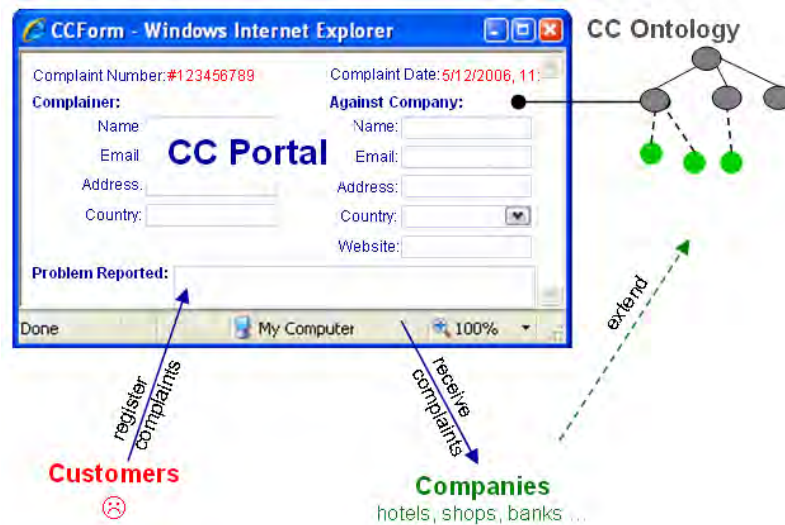 CCForm - Windows Internet Explorer
CC Ontology
Complaint Number:#123456789
Complaint Date:5/12/2006, 11:
Complainer:
Against Company:
Name
Name:
CC Portal
Email
Email:
Address.
Address:
Country:
Country:
Website:
Problem Reported:
Done
My Computer
100%
register
complaints
receive
complaints
extend
Customers
Companies
hotels, shops, banks ...